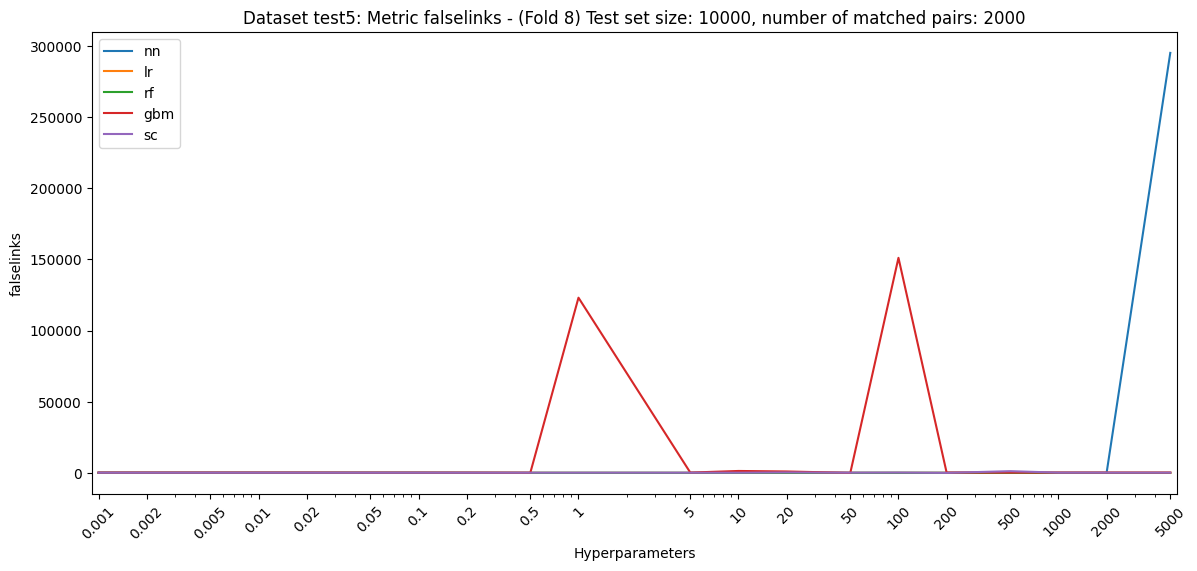 Dataset test5: Metric falselinks - (Fold 8) Test set size: 10000, number of matched pairs: 2000
nn
lr
rf
gbm
sc
falselinks
300000
250000
200000
150000
100000
50000
0
0.001 0.002 0.005 0.01 0.02 0.05 0.1 0.2 0.5 1 5 10 20 50 100 200 500 1000 2000 5000
Hyperparameters